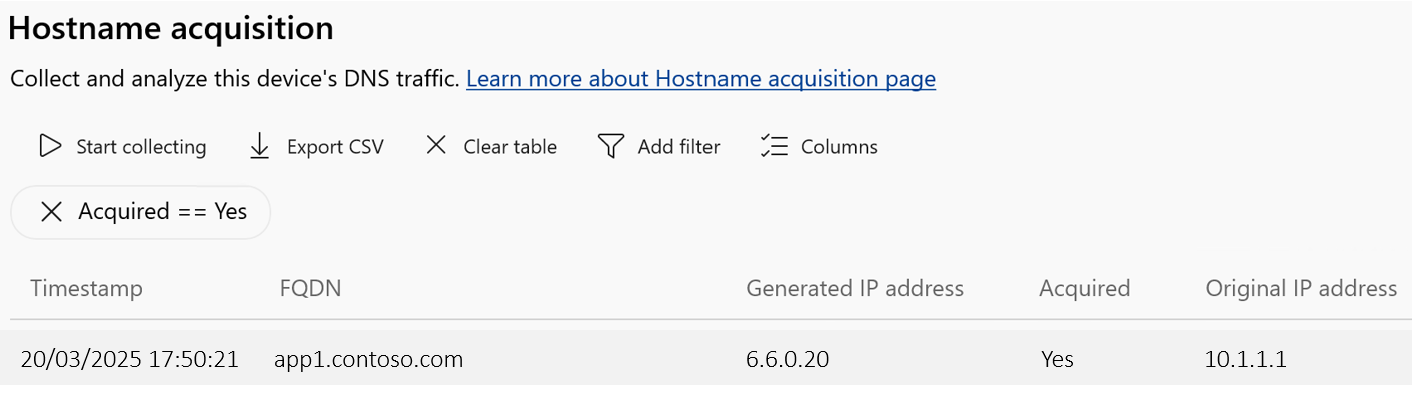 Hostname acquisition
Collect and analyze this device's DNS traffic. Learn more about Hostname acquisition page
Start collecting Export CSV Clear table Add filter Columns
Acquired == Yes
Timestamp FQDN Generated IP address Acquired Original IP address
20/03/2025 17:50:21 app1.contoso.com 6.6.0.20 Yes 10.1.1.1